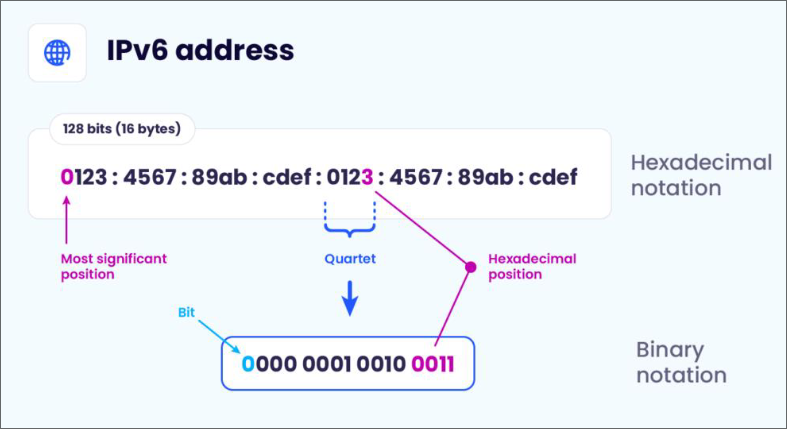 IPv6 address
128 bits (16 bytes)
0123 : 4567 : 89ab : cdef : 0123 : 4567 : 89ab : cdef
Hexadecimal
notation
Most significant
position
Quartet
Hexadecimal
position
Bit
0000 0001 0010 0011
Binary
notation